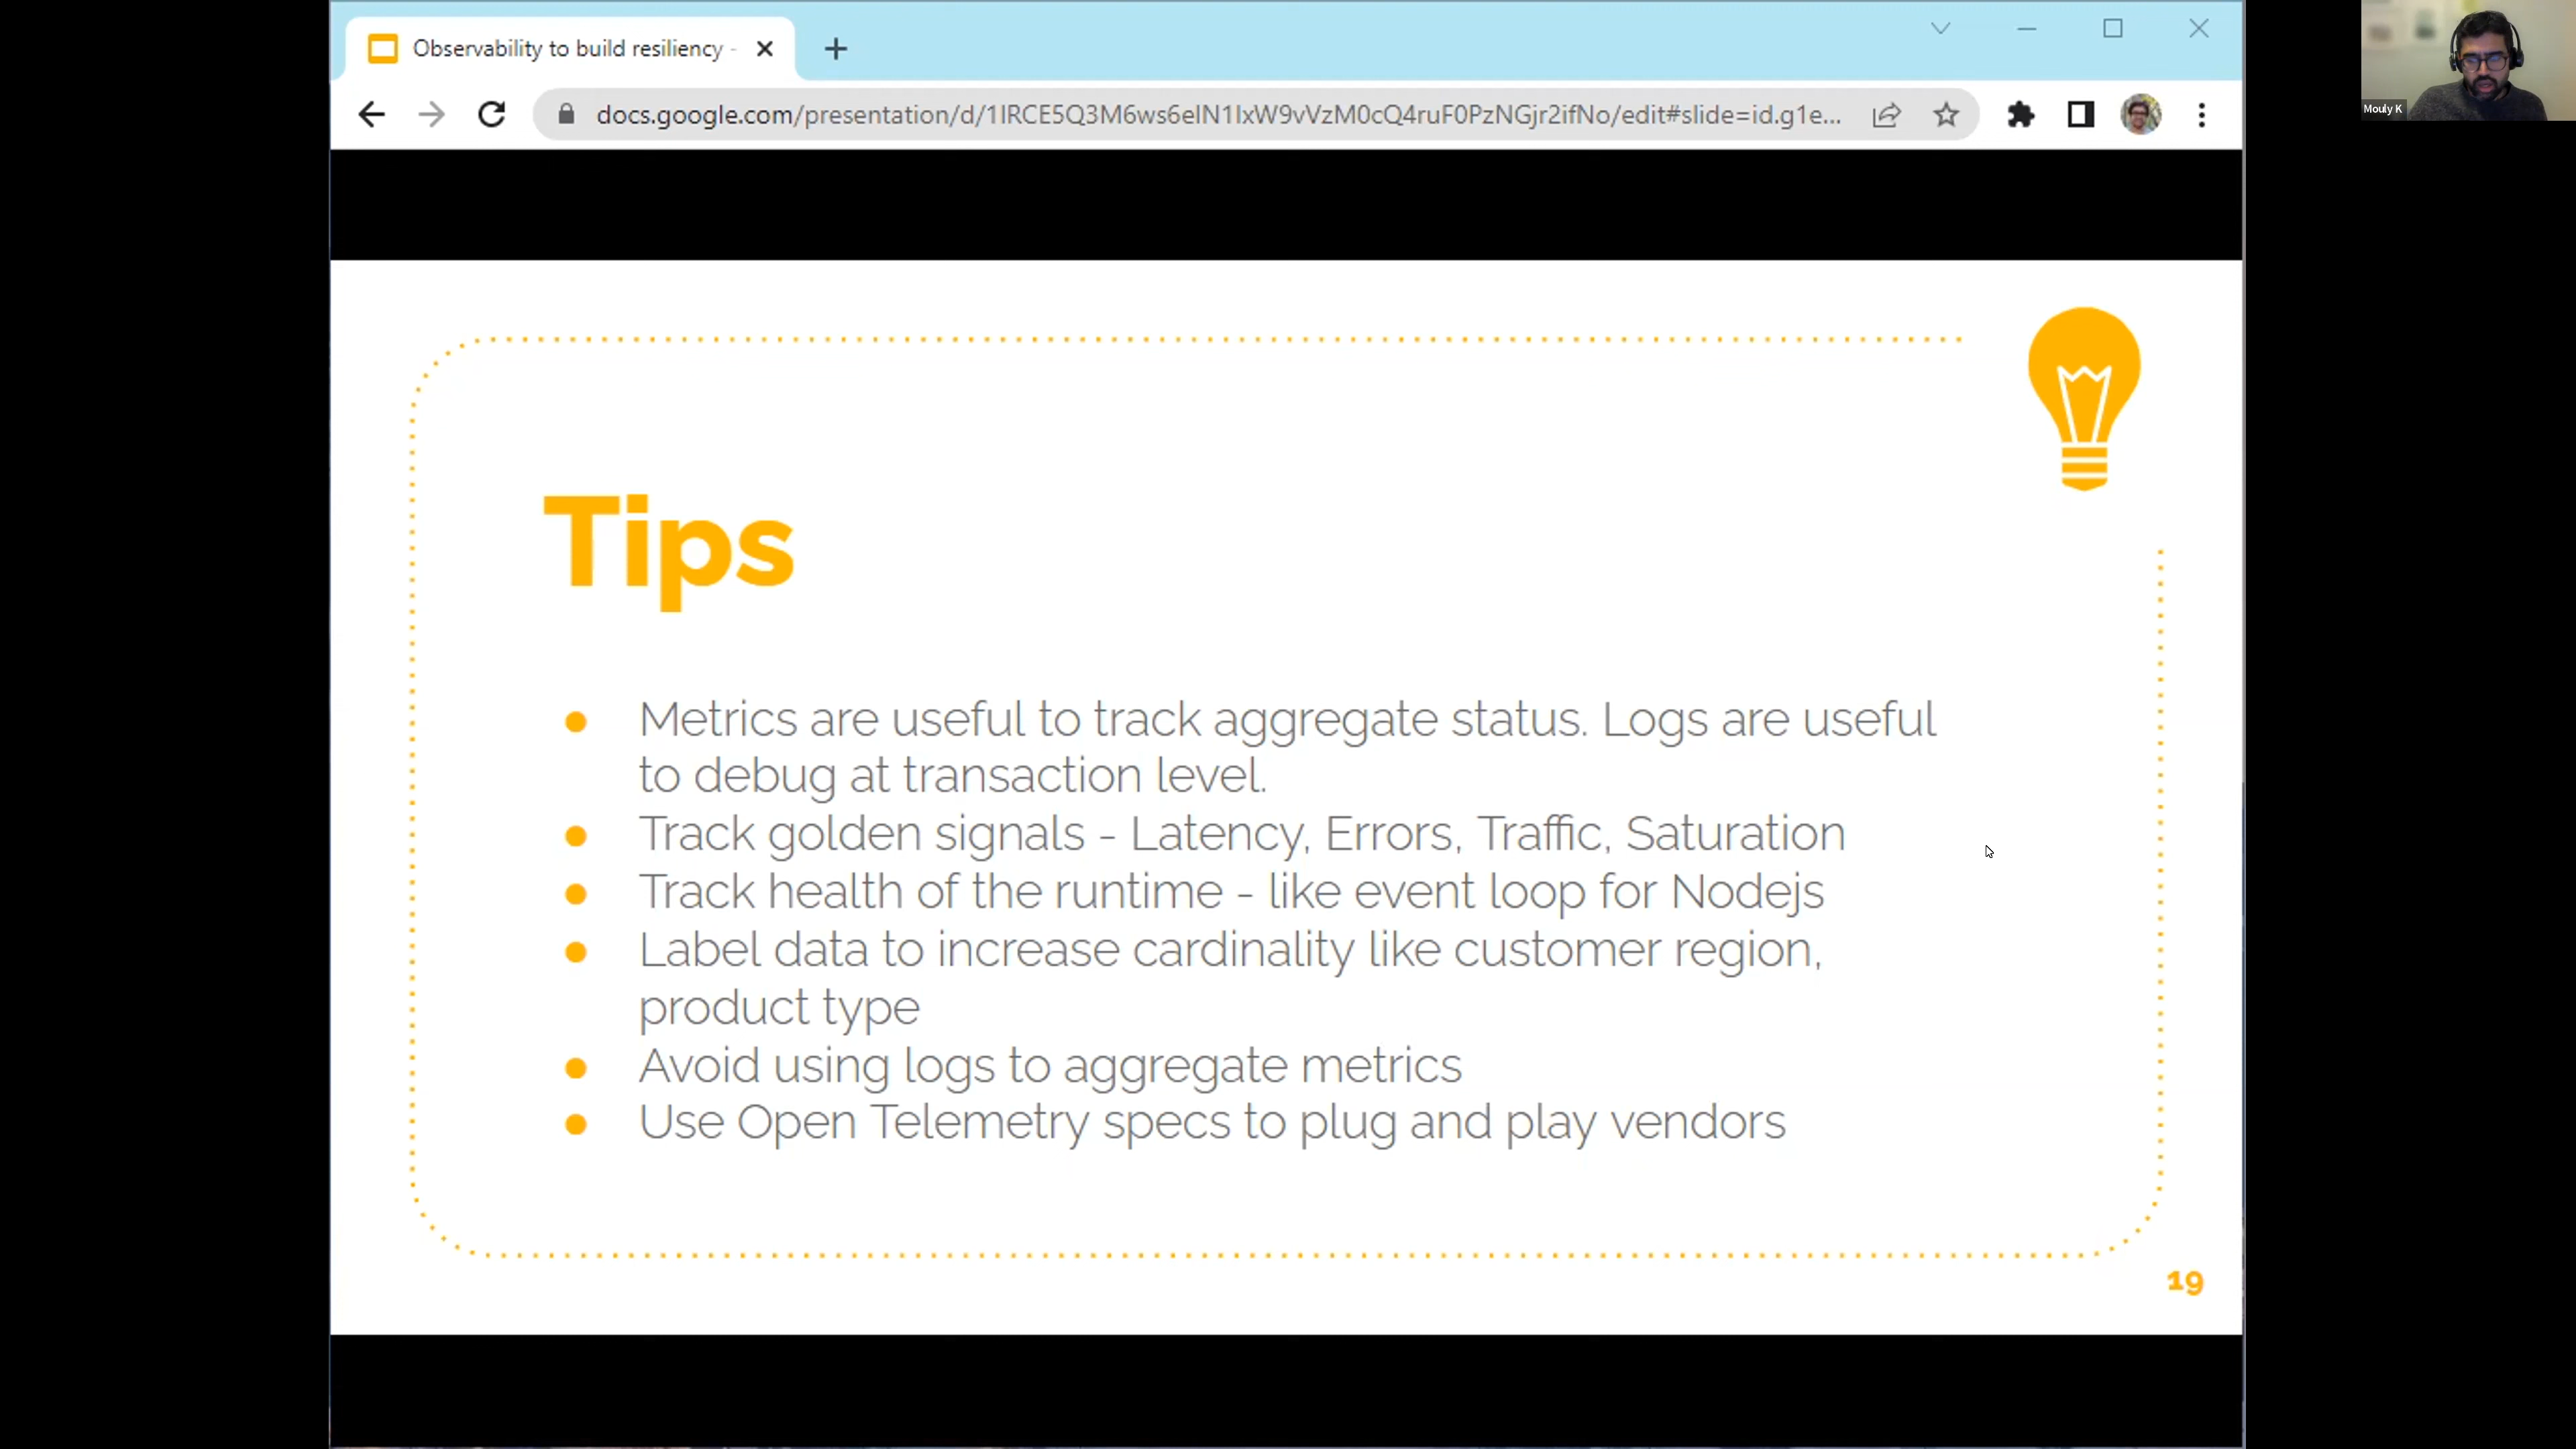 Observability to build resiliency -
docs.google.com/presentation/d/1IRCE5Q3M6ws6elN1IxW9vVzM0cQ4ruF0PzNGjr2ifNo/edit#slide=id.g1e...
Mouly K
Tips
Metrics are useful to track aggregate status. Logs are useful
to debug at transaction level.
Track golden signals - Latency, Errors, Traffic, Saturation
Track health of the runtime - like event loop for Nodejs
Label data to increase cardinality like customer region,
product type
Avoid using logs to aggregate metrics
Use Open Telemetry specs to plug and play vendors
19